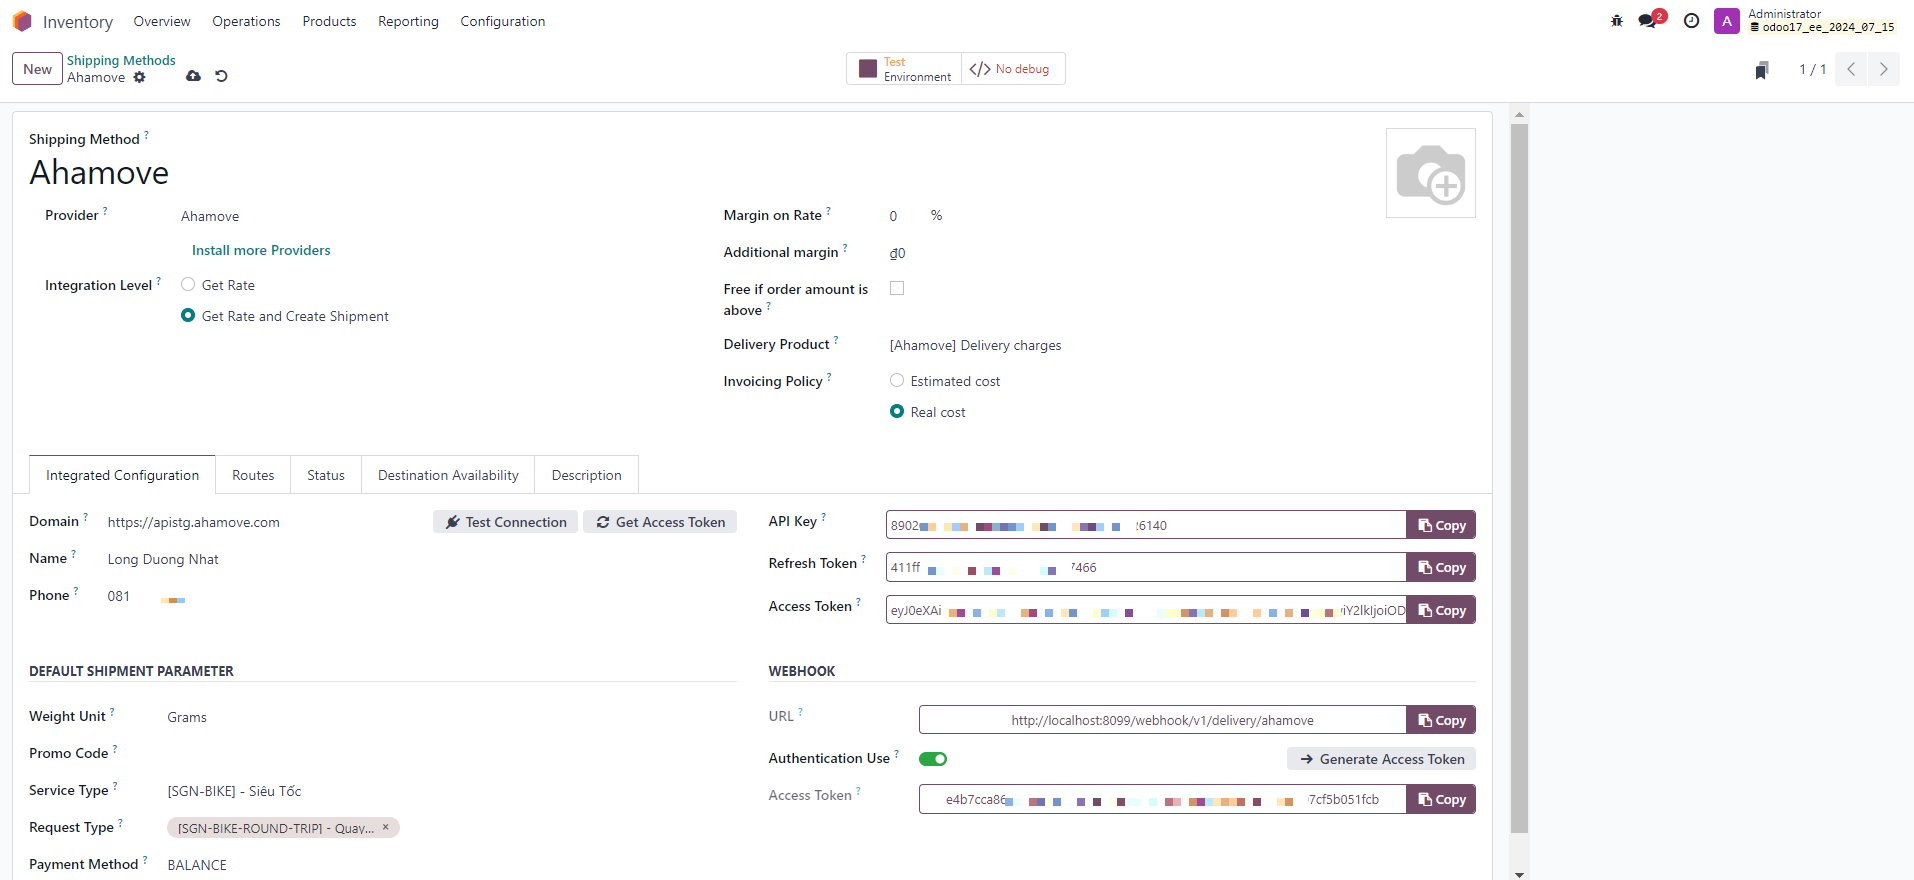 Inventory Overview Operations Products Reporting Configuration
2
A Administrator
odoo17_ee_2024_07_15
New Shipping Methods
Ahamove
Test
Environment
No debug
1 / 1
Shipping Method ?
Ahamove
Provider ? Ahamove
Install more Providers
Integration Level ? Get Rate
Get Rate and Create Shipment
Margin on Rate ? 0 %
Additional margin ? ₫0
Free if order amount is
above ?
Delivery Product ? [Ahamove] Delivery charges
Invoicing Policy ? Estimated cost
Real cost
Integrated Configuration Routes Status Destination Availability Description
Domain ? https://apistg.ahamove.com Test Connection Get Access Token
Name ? Long Duong Nhat
Phone ? 081
API Key ? 8902 6140 Copy
Refresh Token ? 411ff 7466 Copy
Access Token ? eyJ0eXAi iY2lkIjoiOD Copy
DEFAULT SHIPMENT PARAMETER
Weight Unit ? Grams
Promo Code ?
Service Type ? [SGN-BIKE] - Siêu Tốc
Request Type ? [SGN-BIKE-ROUND-TRIP] - Quay... ×
Payment Method ? BALANCE
WEBHOOK
URL ? http://localhost:8099/webhook/v1/delivery/ahamove Copy
Authentication Use ? Generate Access Token
Access Token ? e4b7cca86 7cf5b051fcb Copy